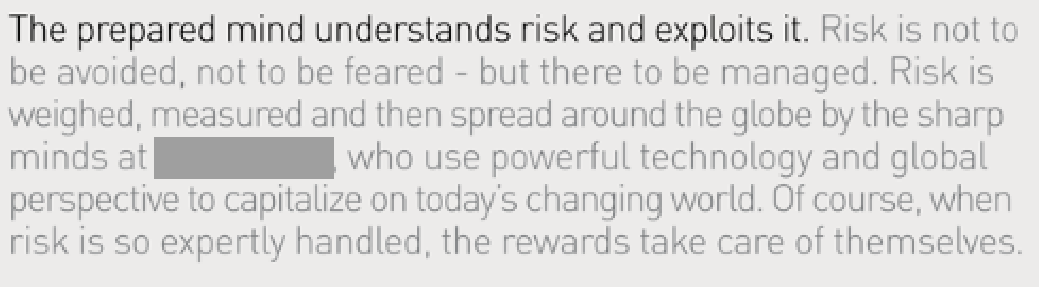 The prepared mind understands risk and exploits it. Risk is not to
be avoided, not to be feared - but there to be managed. Risk is
weighed, measured and then spread around the globe by the sharp
minds at , who use powerful technology and global
perspective to capitalize on today's changing world. Of course, when
risk is so expertly handled, the rewards take care of themselves.